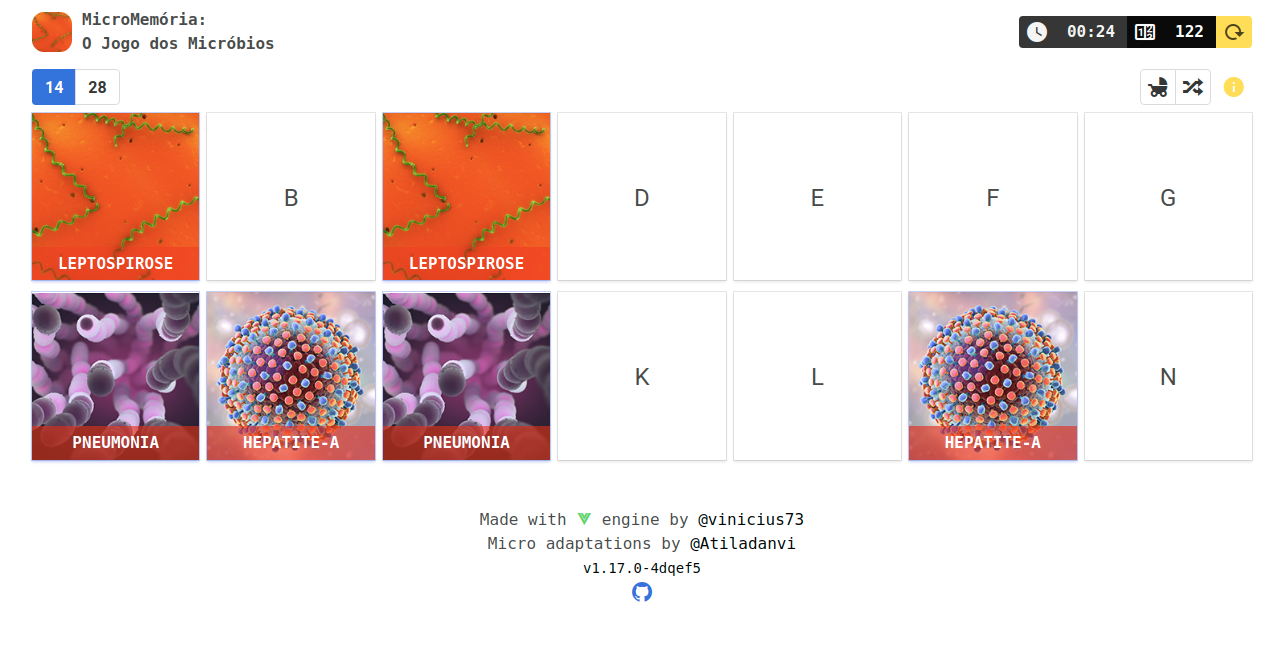 MicroMemória:
O Jogo dos Micróbios
00:24
122
14
28
LEPTOSPIROSE
B
LEPTOSPIROSE
D
E
F
G
PNEUMONIA
HEPATITE-A
PNEUMONIA
K
L
HEPATITE-A
N
Made with engine by @vinicius73
Micro adaptations by @Atiladanvi
v1.17.0-4dqef5